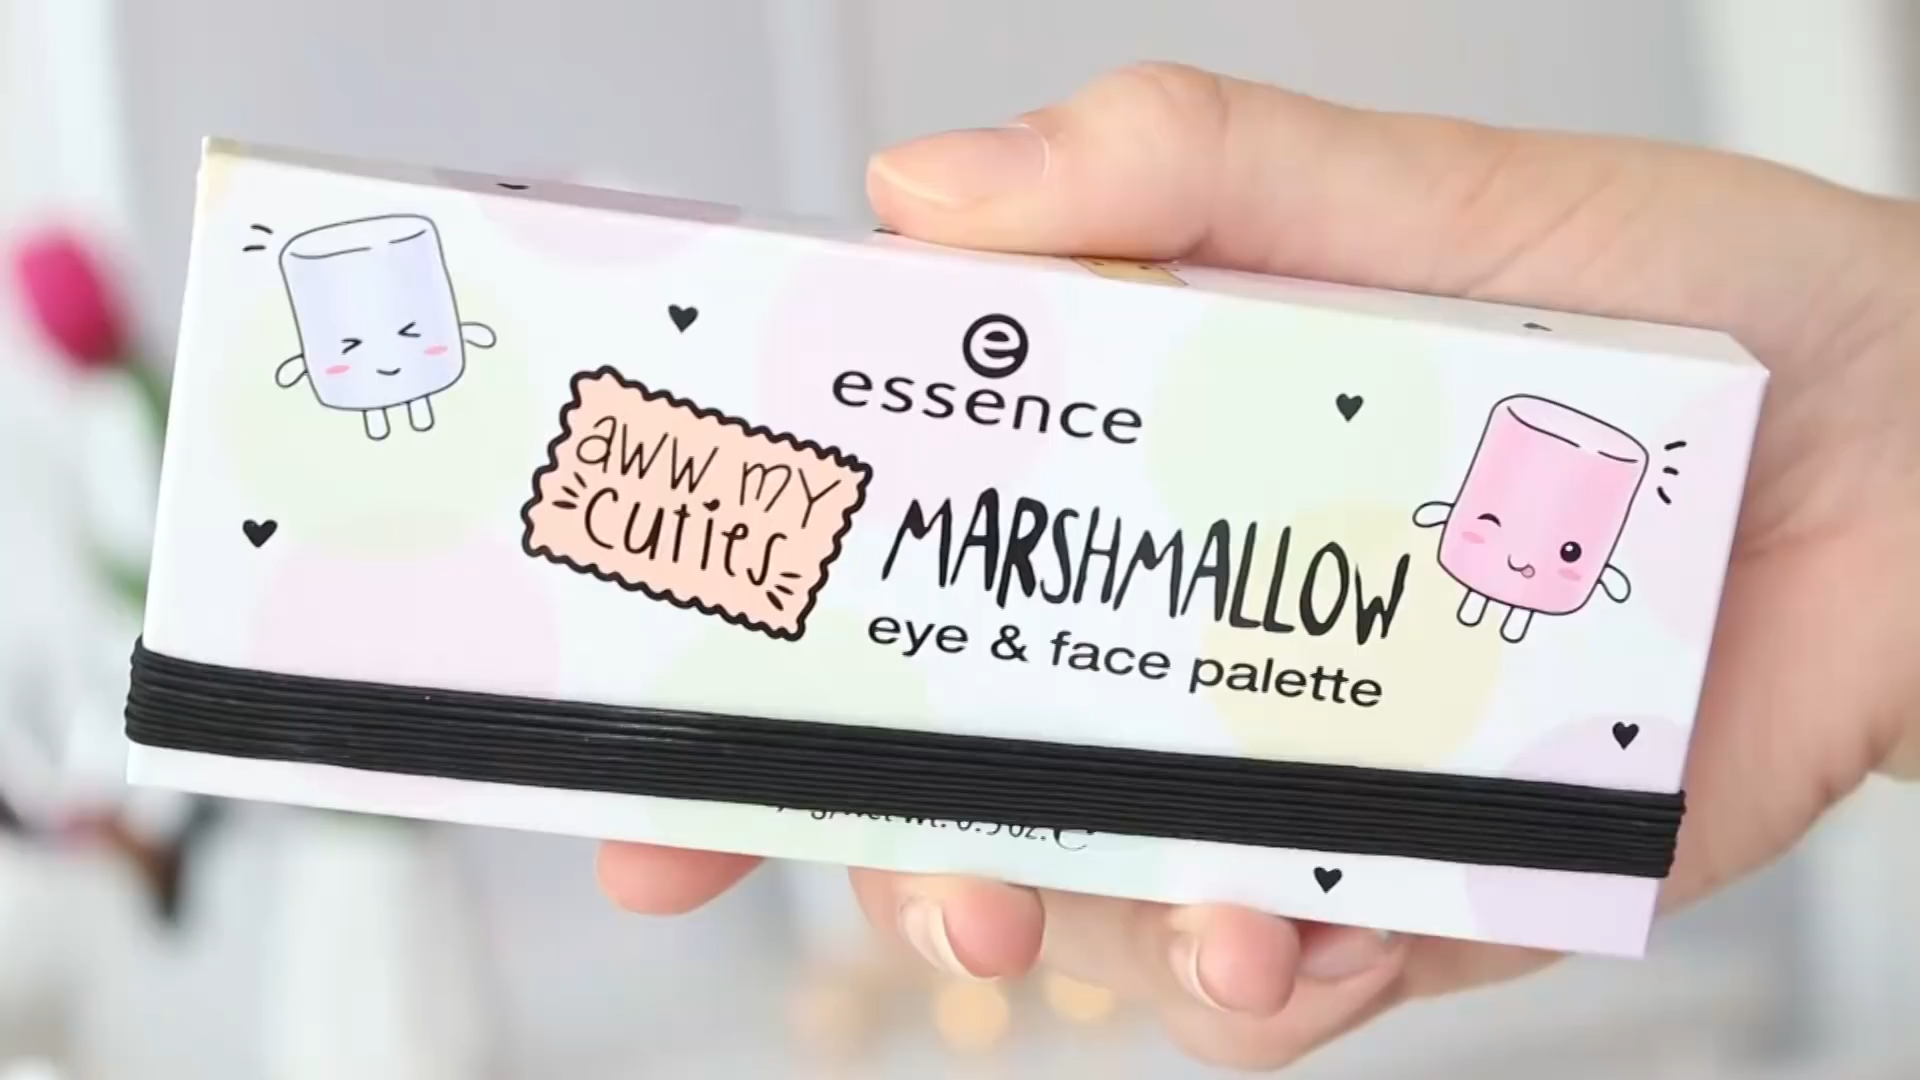 e
essence
aww my
cuties
MARSHMALLOW
eye & face palette